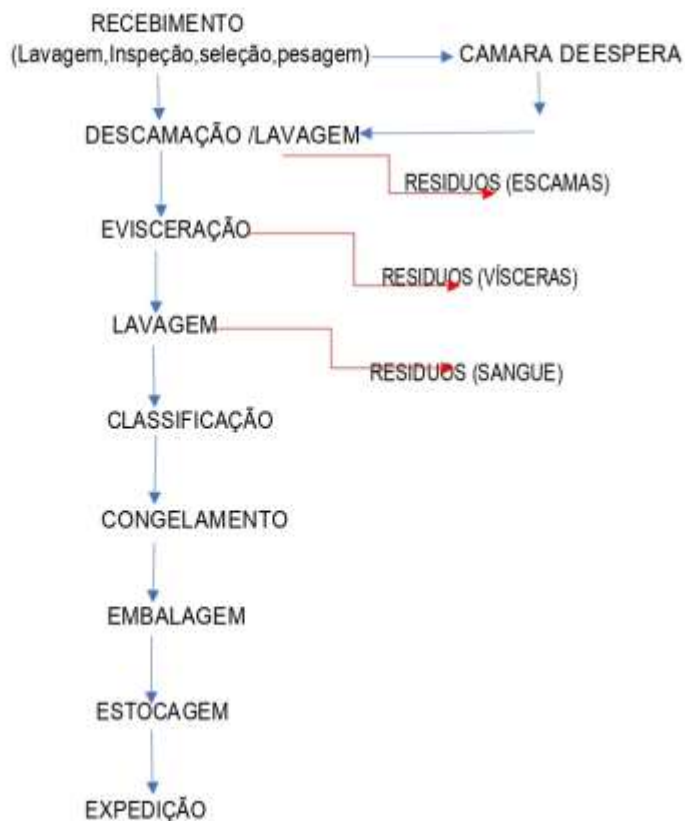 RECEBIMENTO
(Lavagem,Inspeção,seleção,pesagem)
CAMARA DE ESPERA
DESCAMAÇÃO /LAVAGEM
RESIDUOS (ESCAMAS)
EVISCERAÇÃO
RESIDUOS (VÍSCERAS)
LAVAGEM
RESIDUOS (SANGUE)
CLASSIFICAÇÃO
CONGELAMENTO
EMBALAGEM
ESTOCAGEM
EXPEDIÇÃO